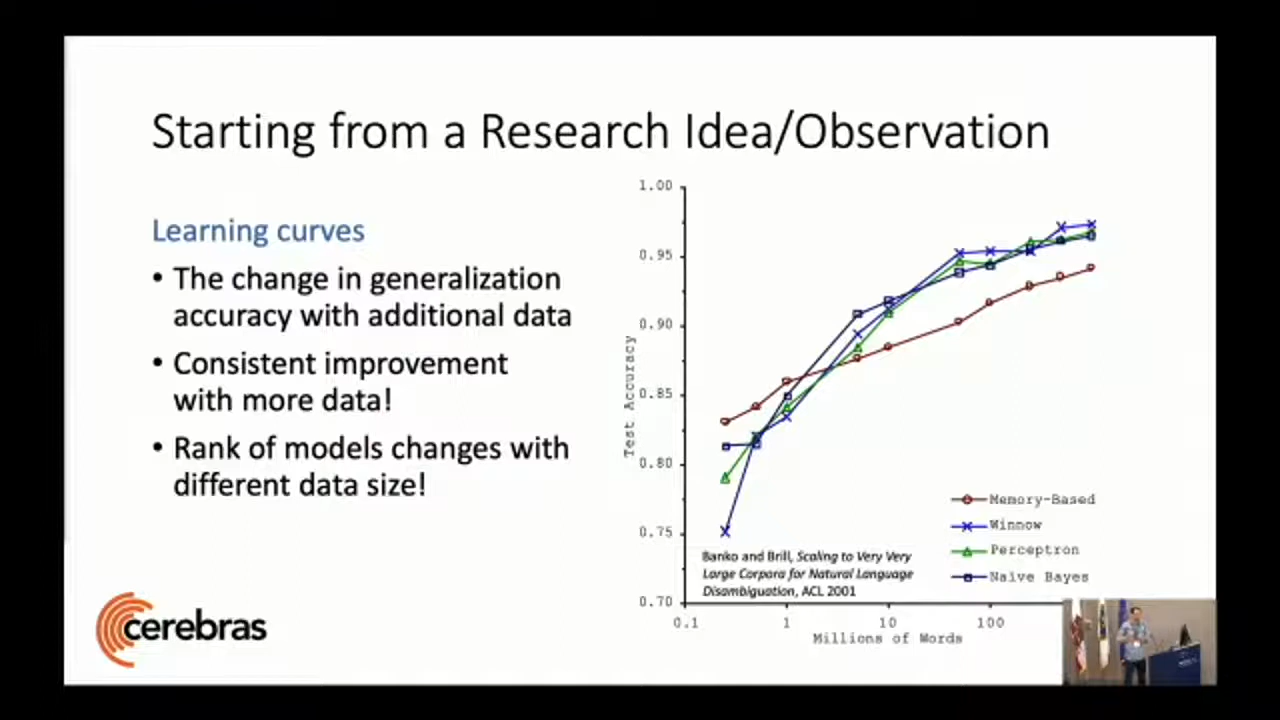 Starting from a Research Idea/Observation
Learning curves
• The change in generalization
accuracy with additional data
• Consistent improvement
with more data!
• Rank of models changes with
different data size!
cerebras
1.00
0.95
0.90
0.85
0.80
0.75
0.70
Test Accuracy
0.1
1
10
100
Millions of Words
Memory-Based
Winnow
Perceptron
Naïve Bayes
Banko and Brill, Scaling to Very Very
Large Corpora for Natural Language
Disambiguation, ACL 2001